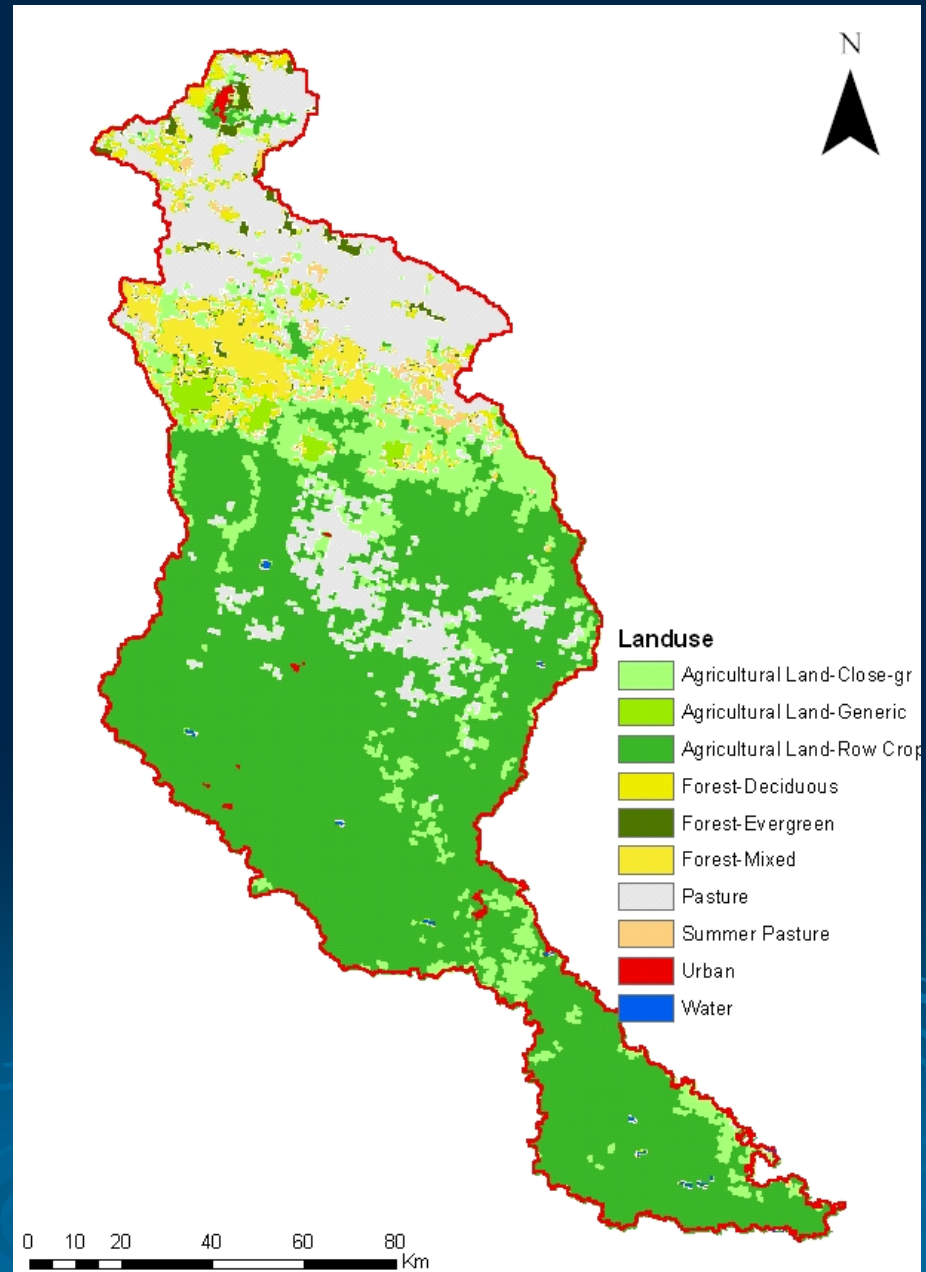 N
Landuse
Agricultural Land-Close-gr
Agricultural Land-Generic
Agricultural Land-Row Crop
Forest-Deciduous
Forest-Evergreen
Forest-Mixed
Pasture
Summer Pasture
Urban
Water
0 10 20 40 60 80
Km